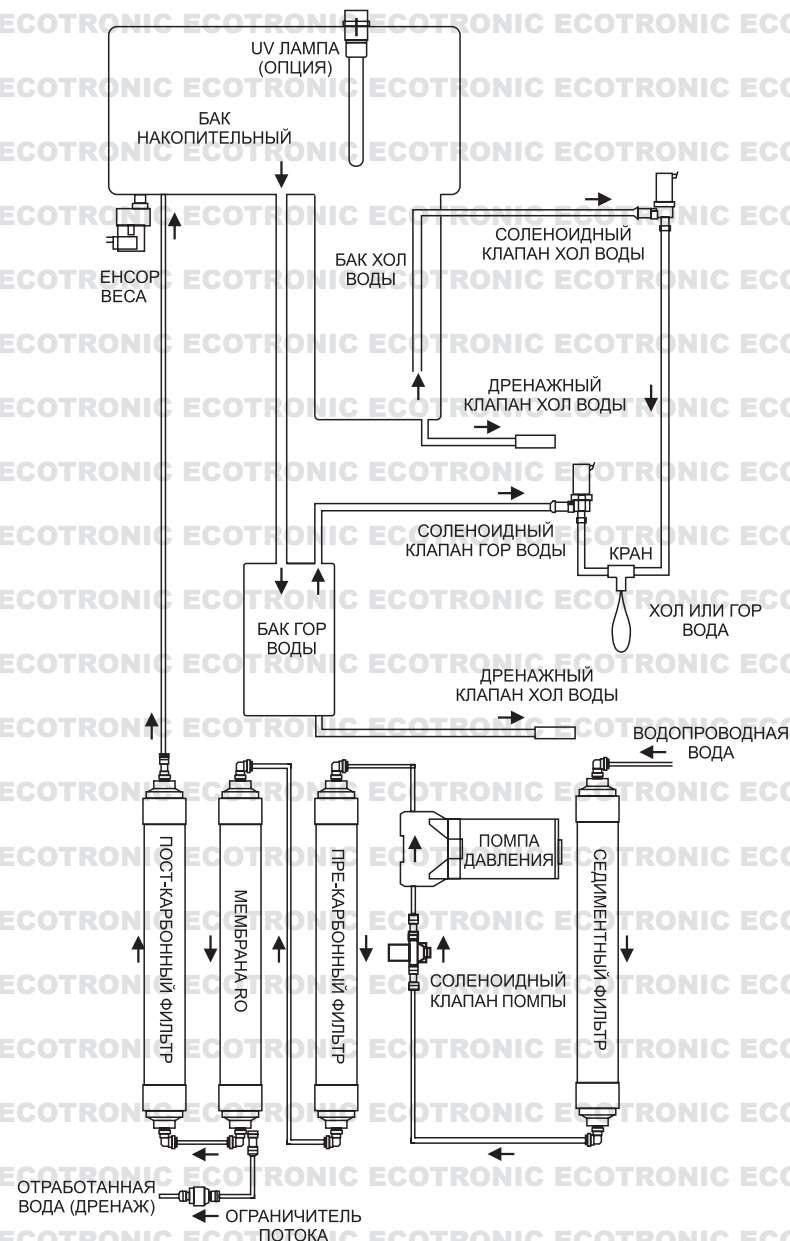 UV ЛАМПА
(ОПЦИЯ)
БАК
НАКОПИТЕЛЬНЫЙ
СОЛЕНОИДНЫЙ
КЛАПАН ХОЛ ВОДЫ
БАК ХОЛ
ВОДЫ
ЕНСОР
ВЕСА
ДРЕНАЖНЫЙ
КЛАПАН ХОЛ ВОДЫ
СОЛЕНОИДНЫЙ
КЛАПАН ГОР ВОДЫ
КРАН
ХОЛ ИЛИ ГОР
ВОДА
БАК ГОР
ВОДЫ
ДРЕНАЖНЫЙ
КЛАПАН ХОЛ ВОДЫ
ВОДОПРОВОДНАЯ
ВОДА
ПОСТ-КАРБОННЫЙ ФИЛЬТР
МЕМБРАНА RO
ПРЕ-КАРБОННЫЙ ФИЛЬТР
ПОМПА
ДАВЛЕНИЯ
СЕДИМЕНТНЫЙ ФИЛЬТР
СОЛЕНОИДНЫЙ
КЛАПАН ПОМПЫ
ОТРАБОТАННАЯ
ВОДА (ДРЕНАЖ)
ОГРАНИЧИТЕЛЬ
ПОТОКА
ECOTRONIC